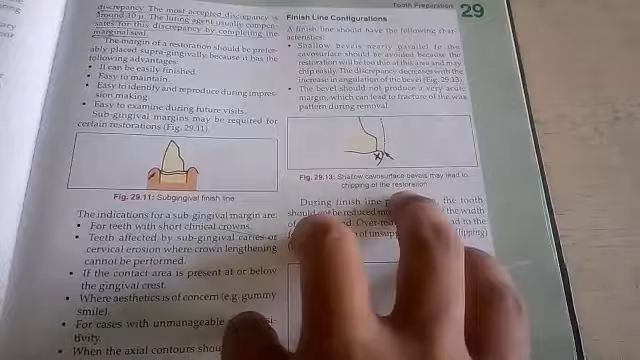 Tooth Preparation 29
discrepancy. The most accepted discrepancy is
around 10 µ. The luting agent usually compen-
sates for this discrepancy by completing the
marginal seal.
The margin of a restoration should be prefer-
ably placed supra-gingivally, because it has the
following advantages:
• It can be easily finished.
• Easy to maintain.
• Easy to identify and reproduce during impres-
sion making.
• Easy to examine during future visits.
Sub-gingival margins may be required for
certain restorations (Fig. 29.11).
Fig. 29.11: Subgingival finish line
The indications for a sub-gingival margin are:
• For teeth with short clinical crowns.
• Teeth affected by sub-gingival caries or
cervical erosion where crown lengthening
cannot be performed.
• If the contact area is present at or below
the gingival crest.
• Where aesthetics is of concern (e.g. gummy
smile).
• For cases with unmanageable
tivity.
• When the axial contours
Finish Line Configurations
A finish line should have the following char-
acteristics:
• Shallow bevels nearly parallel to the
cavosurface should be avoided because the
restoration will be too thin at this area and may
chip easily. The discrepancy decreases with the
increase in angulation of the bevel (Fig. 29.13).
• The bevel should not produce a very acute
margin, which can lead to fracture of the wax
pattern during removal.
Fig. 29.13: Shallow cavosurface bevels may lead to
chipping of the restoration
During finish line the tooth
should not be reduced the width
of Over- to the
of (lipping)